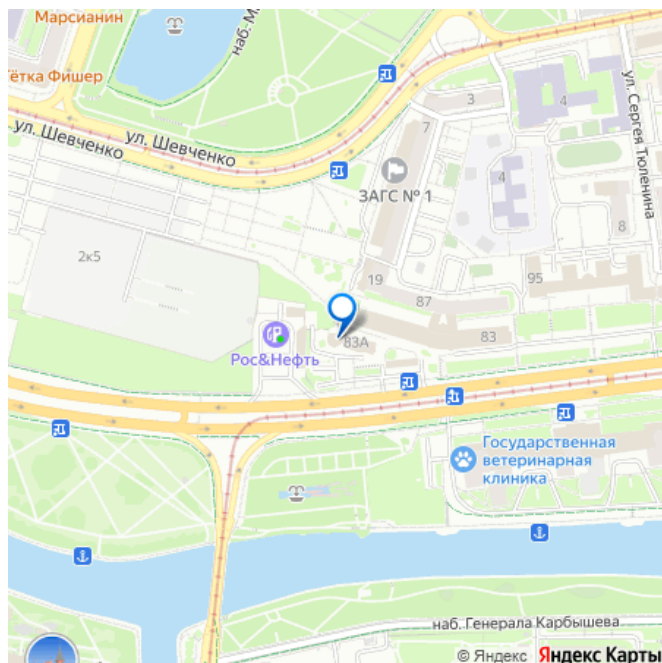 Марсианин
наб. М
ётка Фишер
ул. Шевченко
ул. Шевченко
3
4
ул. Сергея Тюленина
7
ЗАГС № 1
4
8
2к5
19
95
87
83
83А
Рос&Нефть
Государственная
ветеринарная
клиника
наб. Генерала Карбышева
© Яндекс Яндекс Карты